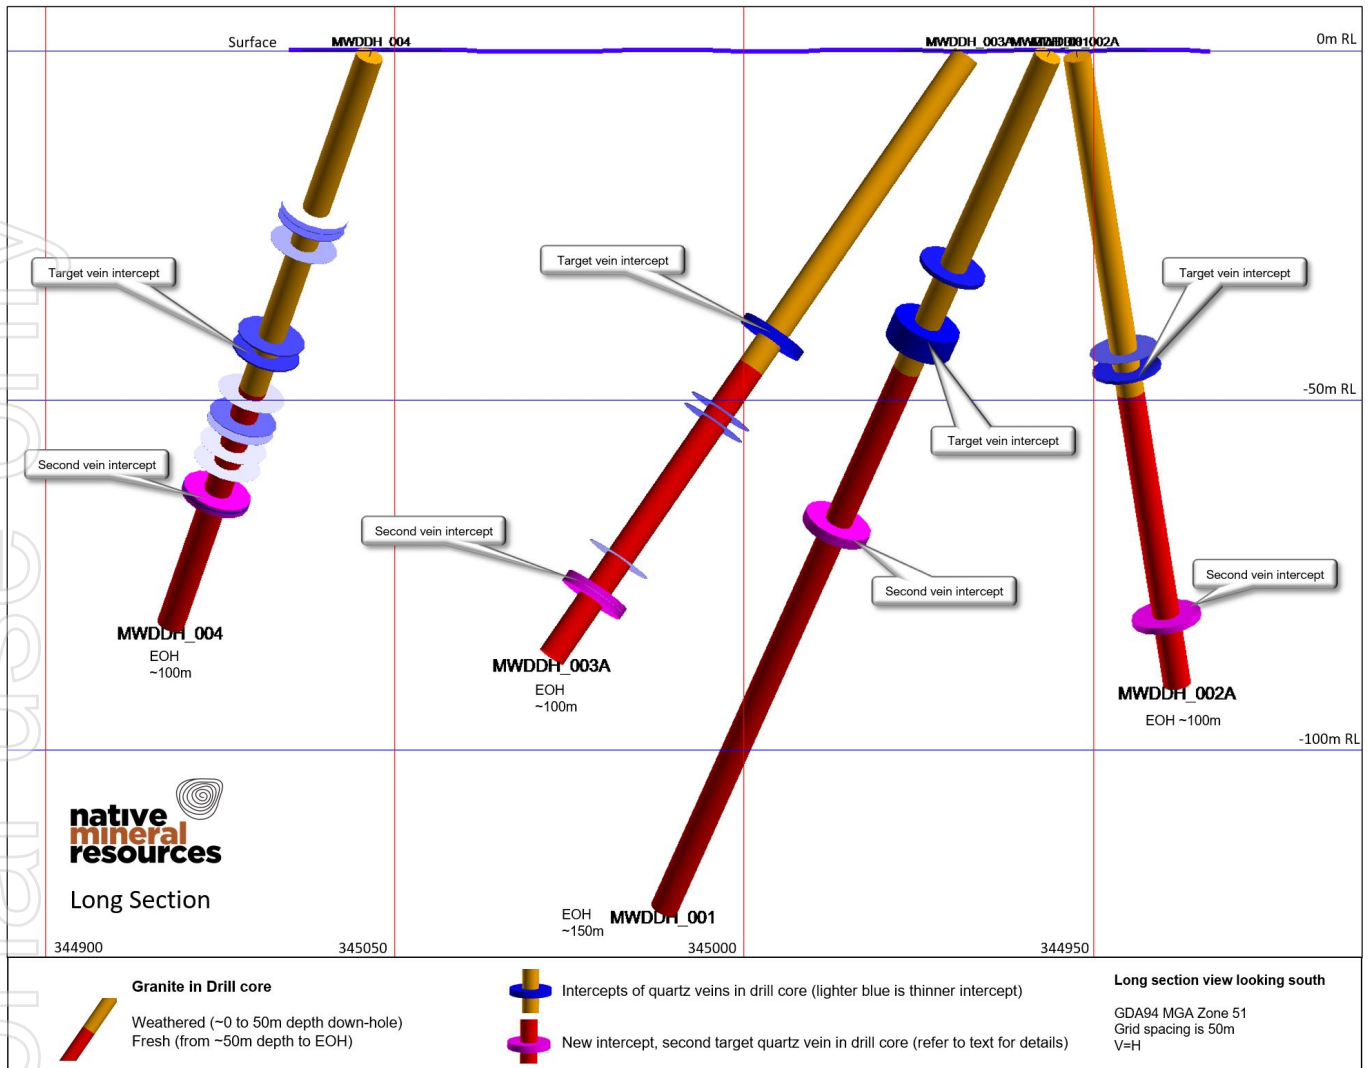 Surface
MWDDH_004
MWDDH_003A
002A
0m RL
Target vein intercept
Target vein intercept
Target vein intercept
-50m RL
Target vein intercept
Second vein intercept
Second vein intercept
Second vein intercept
Second vein intercept
MWDDH_004
EOH
~100m
MWDDH_003A
EOH
~100m
MWDDH_002A
EOH ~100m
-100m RL
native
mineral
resources
Long Section
EOH
~150m
MWDDH_001
344900
345050
345000
344950
Granite in Drill core
Weathered (~0 to 50m depth down-hole)
Fresh (from ~50m depth to EOH)
Intercepts of quartz veins in drill core (lighter blue is thinner intercept)
New intercept, second target quartz vein in drill core (refer to text for details)
Long section view looking south
GDA94 MGA Zone 51
Grid spacing is 50m
V=H